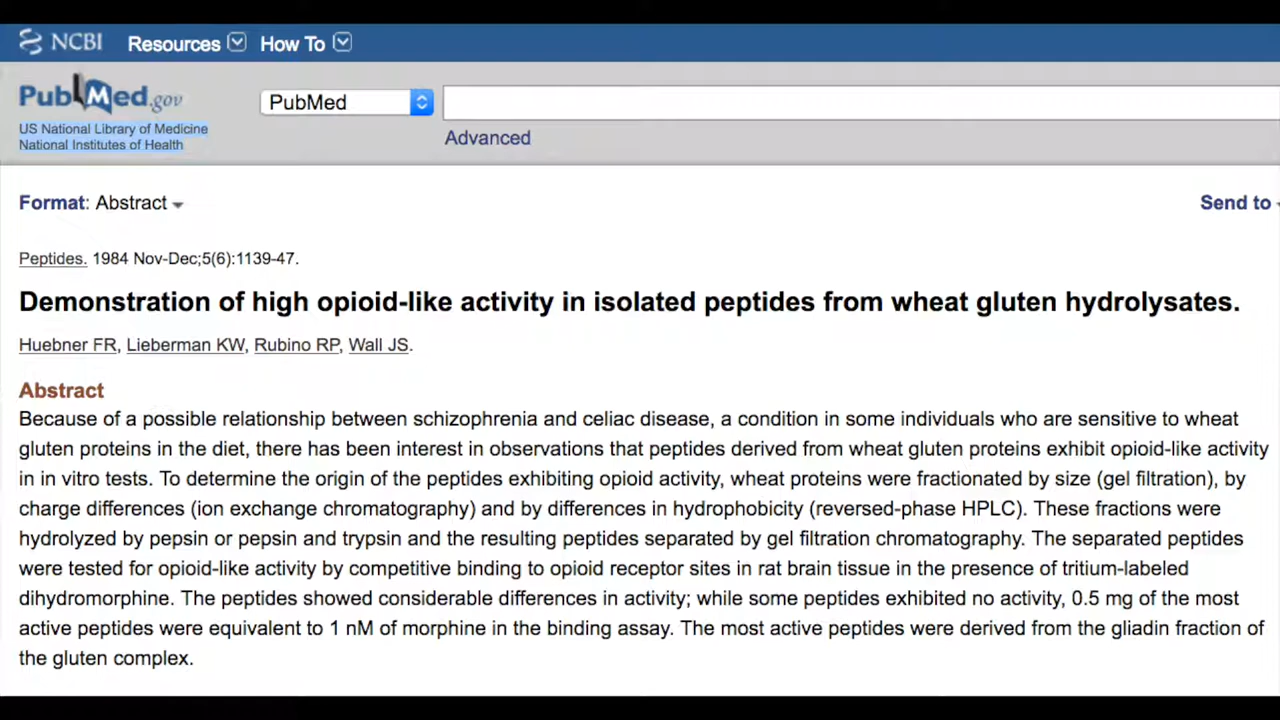 NCBI Resources How To
PubMed.gov
US National Library of Medicine
National Institutes of Health
PubMed
Advanced
Format: Abstract
Send to
Peptides. 1984 Nov-Dec;5(6):1139-47.
Demonstration of high opioid-like activity in isolated peptides from wheat gluten hydrolysates.
Huebner FR, Lieberman KW, Rubino RP, Wall JS.
Abstract
Because of a possible relationship between schizophrenia and celiac disease, a condition in some individuals who are sensitive to wheat
gluten proteins in the diet, there has been interest in observations that peptides derived from wheat gluten proteins exhibit opioid-like activity
in in vitro tests. To determine the origin of the peptides exhibiting opioid activity, wheat proteins were fractionated by size (gel filtration), by
charge differences (ion exchange chromatography) and by differences in hydrophobicity (reversed-phase HPLC). These fractions were
hydrolyzed by pepsin or pepsin and trypsin and the resulting peptides separated by gel filtration chromatography. The separated peptides
were tested for opioid-like activity by competitive binding to opioid receptor sites in rat brain tissue in the presence of tritium-labeled
dihydromorphine. The peptides showed considerable differences in activity; while some peptides exhibited no activity, 0.5 mg of the most
active peptides were equivalent to 1 nM of morphine in the binding assay. The most active peptides were derived from the gliadin fraction of
the gluten complex.